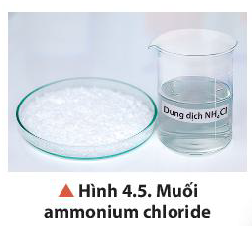 Dung dịch NH₄Cl
▲ Hình 4.5. Muối
ammonium chloride